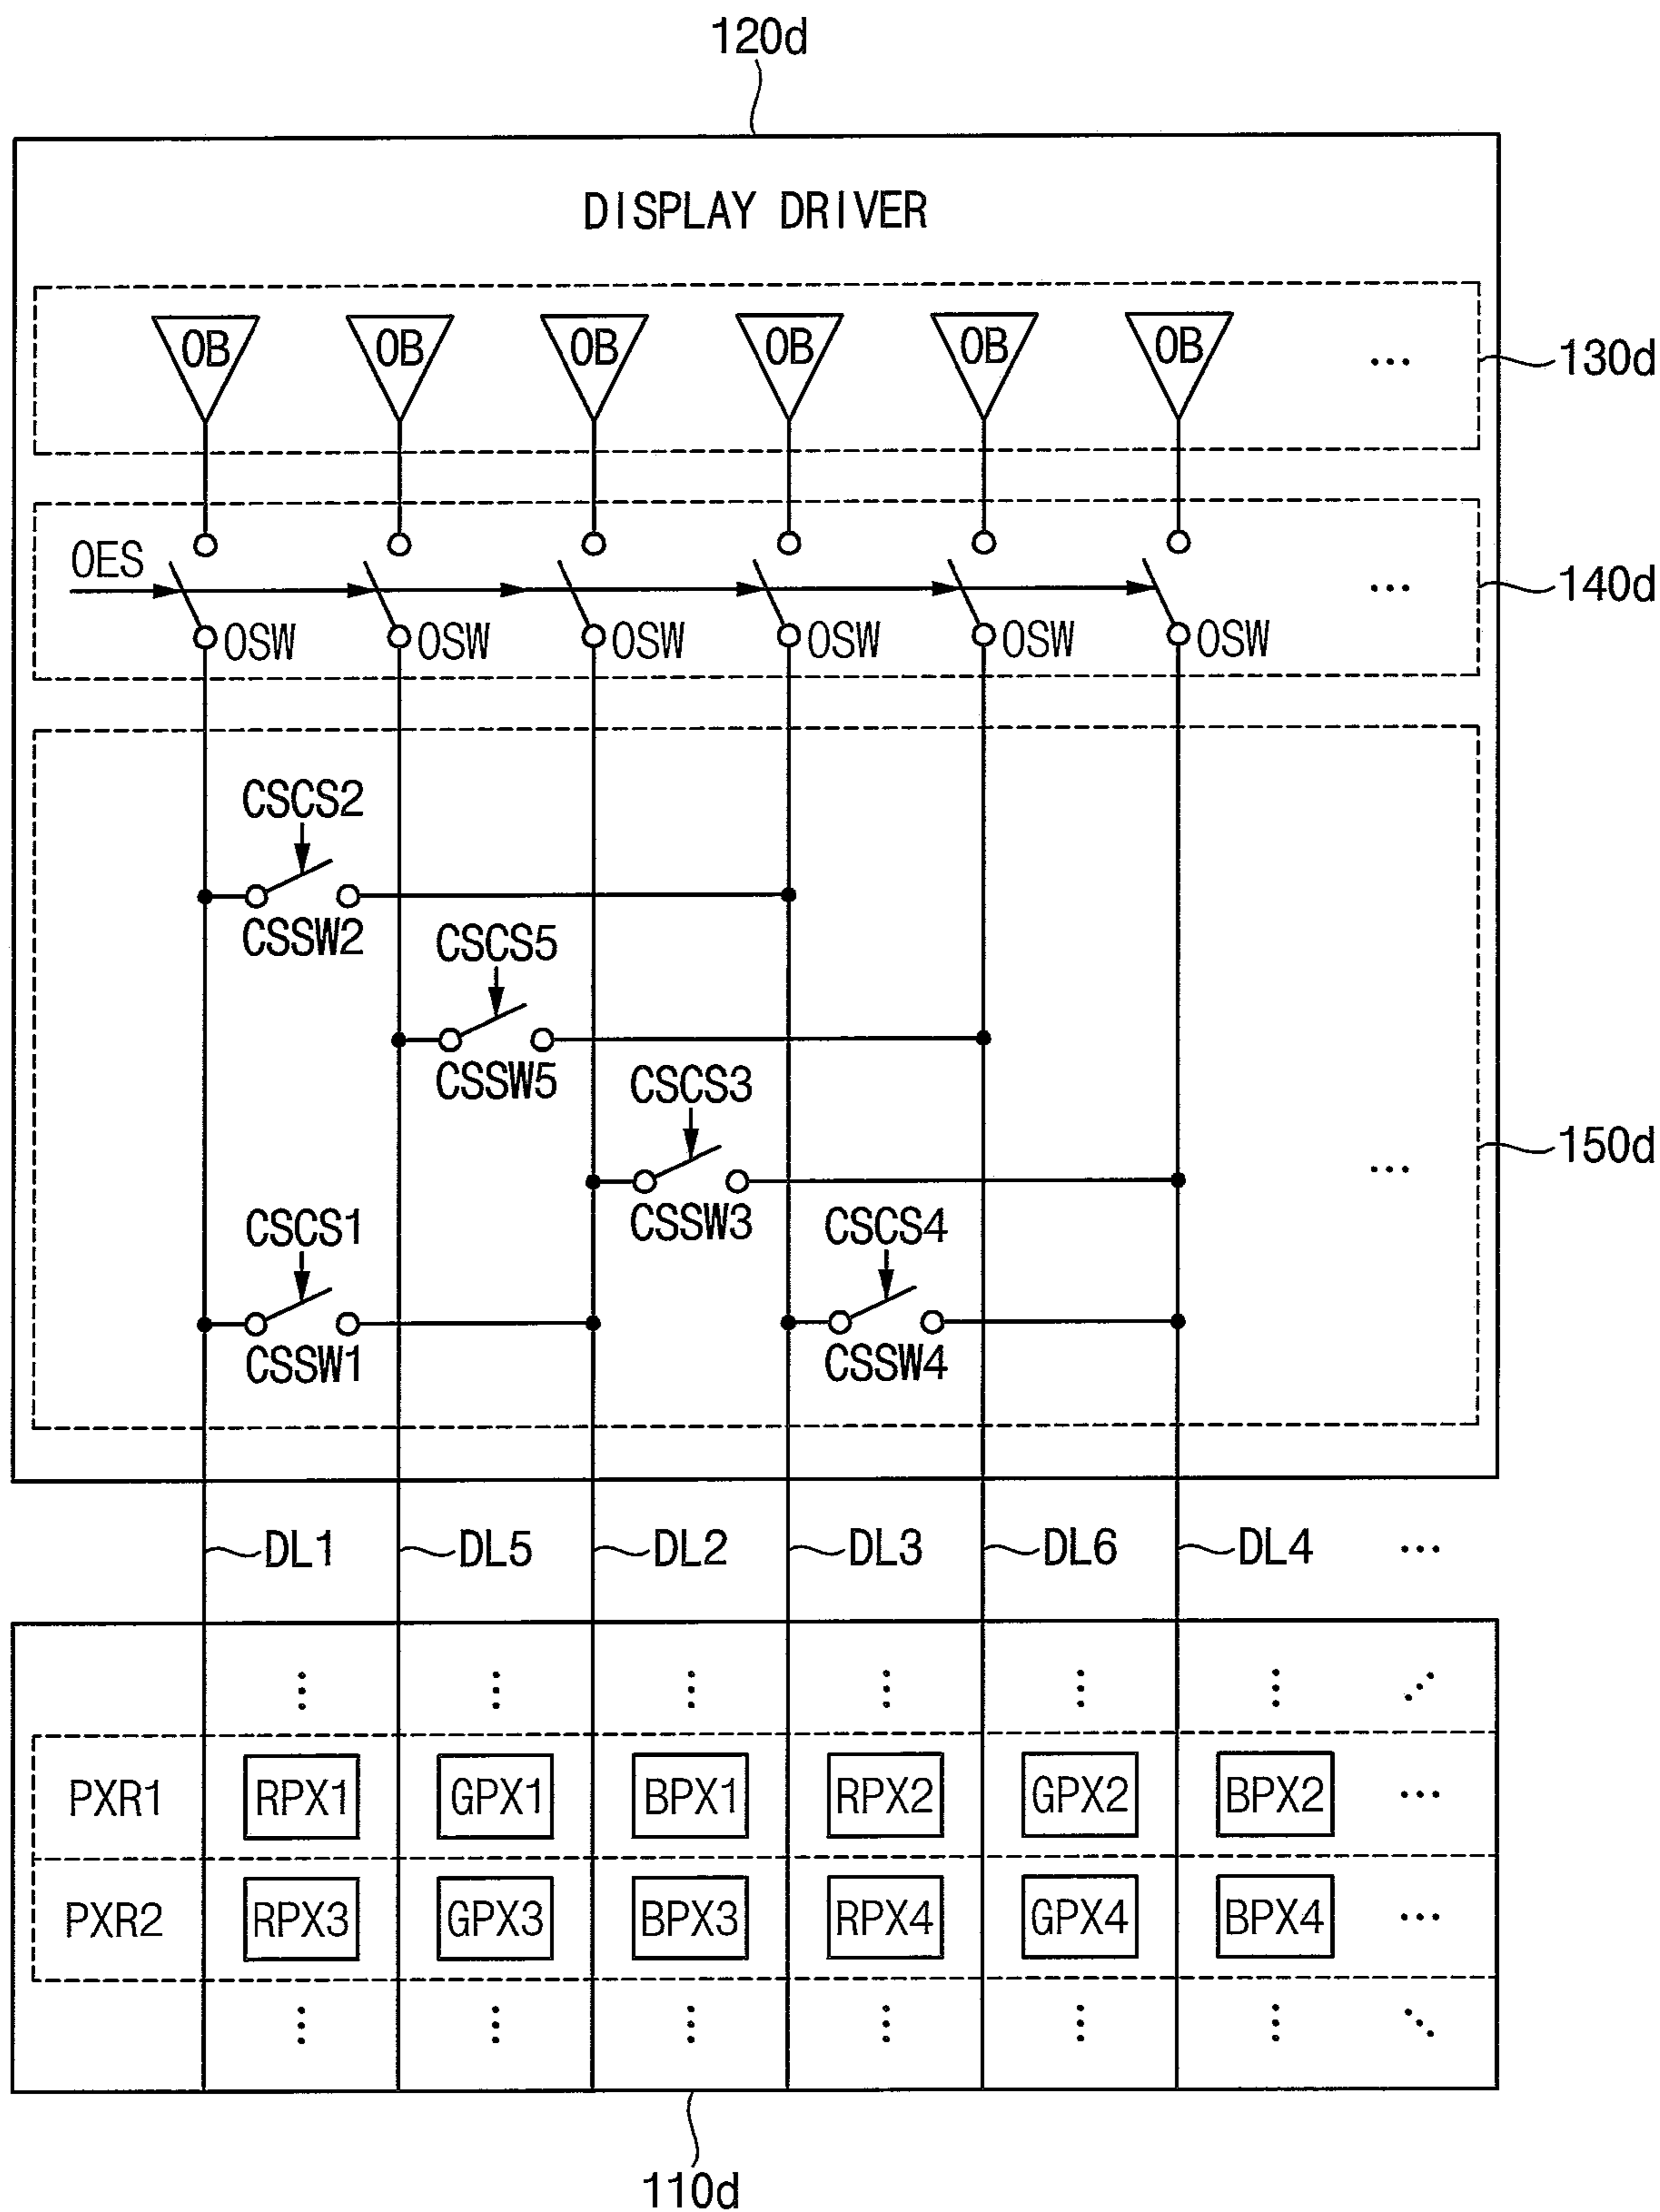 120d
DISPLAY DRIVER
OB OB OB OB OB OB ... 130d
OES
OSW OSW OSW OSW OSW OSW ... 140d
CSCS2
CSSW2
CSCS5
CSSW5
CSCS3
CSSW3
... 150d
CSCS1
CSSW1
CSCS4
CSSW4
DL1 DL5 DL2 DL3 DL6 DL4 ...
PXR1 RPX1 GPX1 BPX1 RPX2 GPX2 BPX2 ...
PXR2 RPX3 GPX3 BPX3 RPX4 GPX4 BPX4 ...
110d